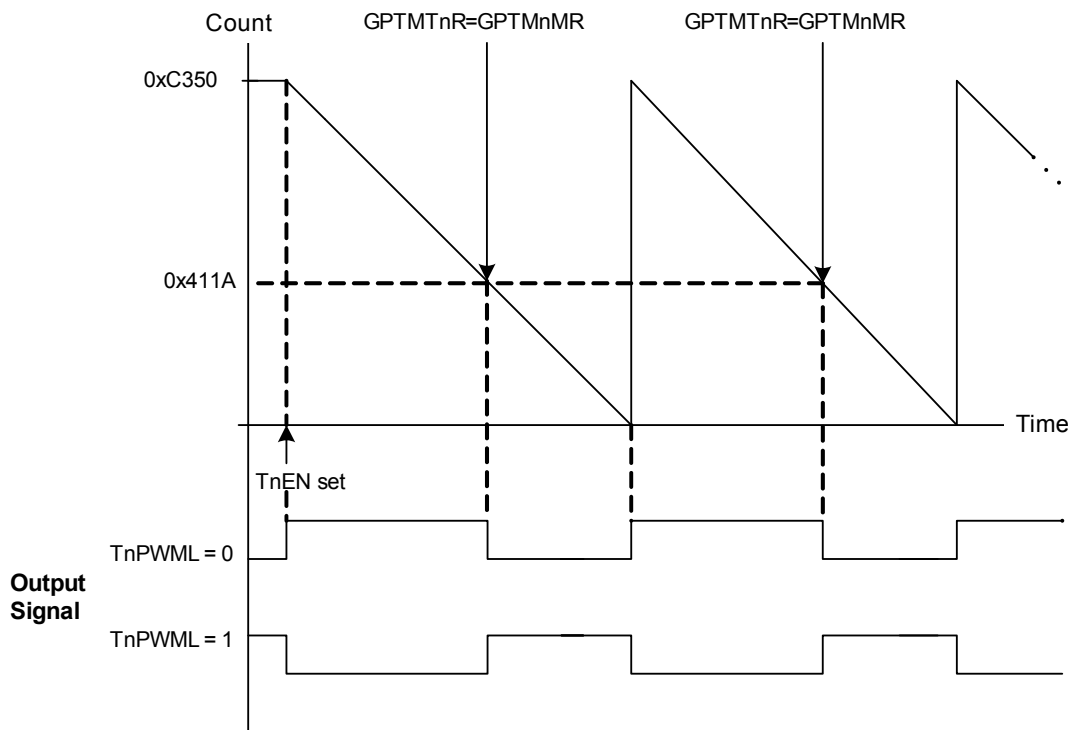 Count
GPTMTnR=GPTMnMR
GPTMTnR=GPTMnMR
0xC350
0x411A
Time
TnEN set
TnPWML = 0
Output
Signal
TnPWML = 1